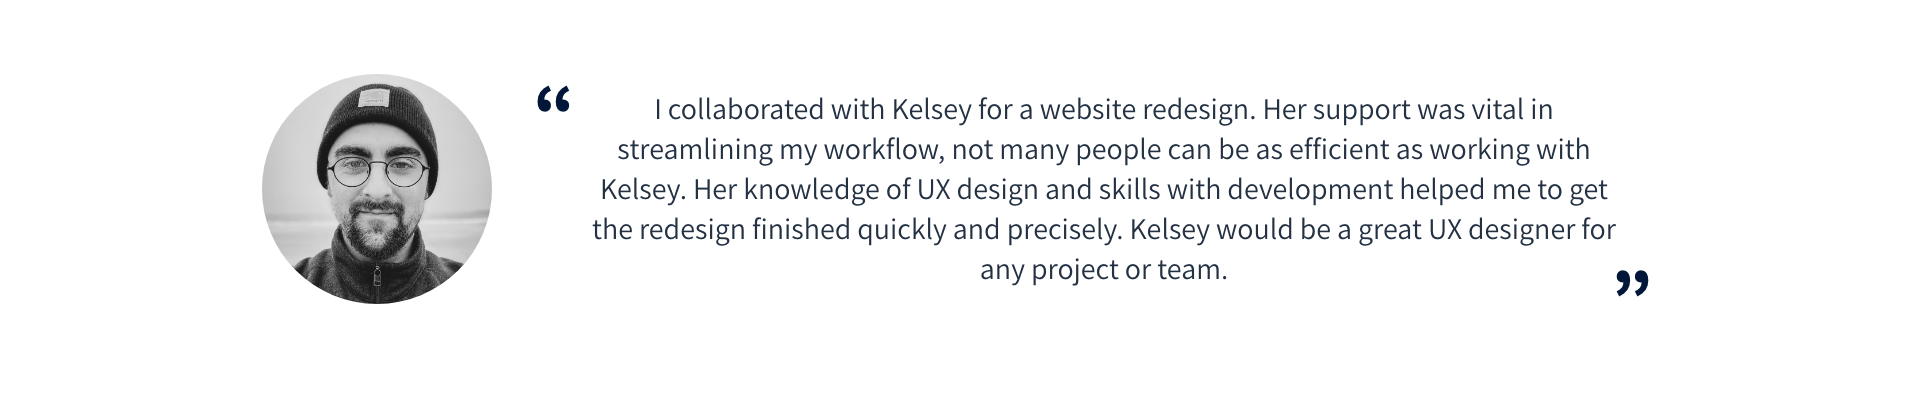 “ I collaborated with Kelsey for a website redesign. Her support was vital in
streamlining my workflow, not many people can be as efficient as working with
Kelsey. Her knowledge of UX design and skills with development helped me to get
the redesign finished quickly and precisely. Kelsey would be a great UX designer for
any project or team. ”